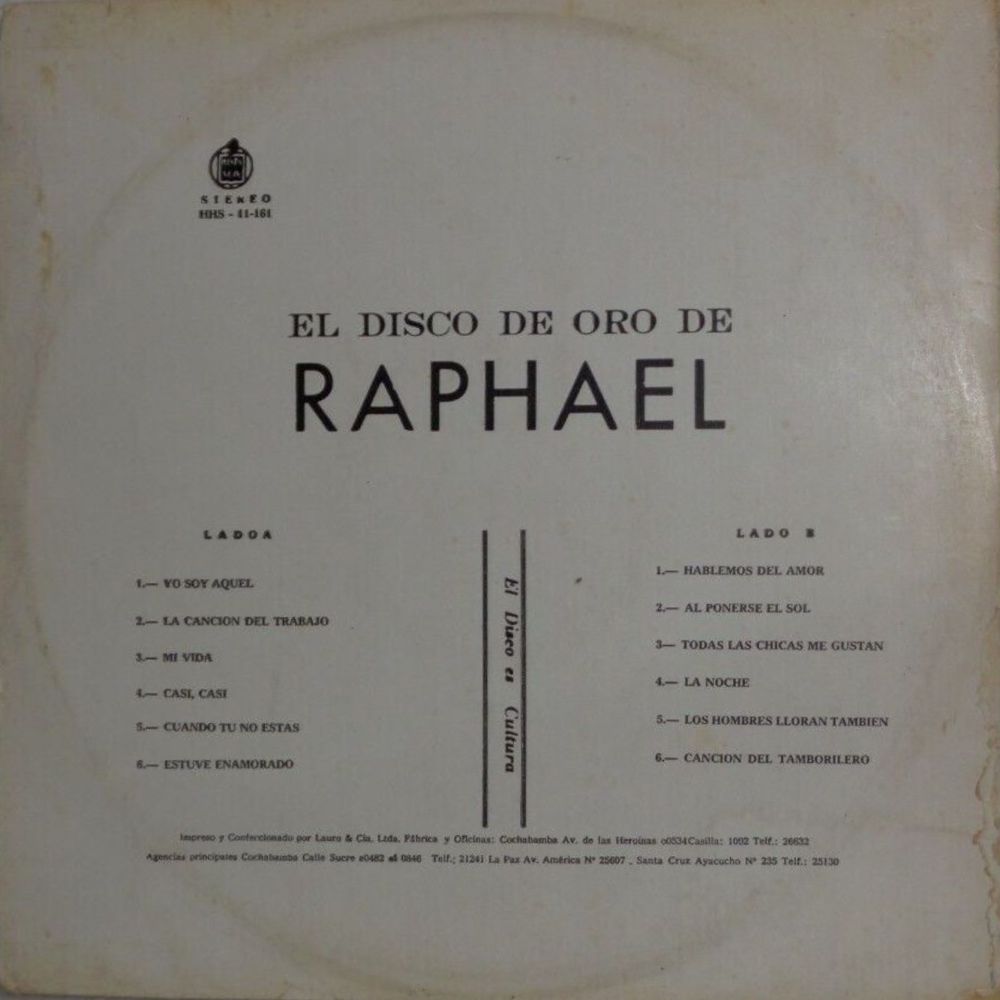 STEREO
HHS - 11-161
EL DISCO DE ORO DE
RAPHAEL
LADO A
1.— YO SOY AQUEL
2.— LA CANCION DEL TRABAJO
3.— MI VIDA
4.— CASI, CASI
5.— CUANDO TU NO ESTAS
6.— ESTUVE ENAMORADO
El Disco es Cultura
LADO B
1.— HABLEMOS DEL AMOR
2.— AL PONERSE EL SOL
3— TODAS LAS CHICAS ME GUSTAN
4.— LA NOCHE
5.— LOS HOMBRES LLORAN TAMBIEN
6.— CANCION DEL TAMBORILERO
Impreso y Confeccionado por Lauro & Cia. Ltda. Fábrica y Oficinas: Cochabamba Av. de las Heroínas o0534 Casilla: 1002 Telf.: 26632
Agencias principales Cochabamba Calle Sucre e0482 el 0846 Telf.; 21241 La Paz Av. América Nº 25607 . Santa Cruz Ayacucho Nº 235 Telf.: 25130